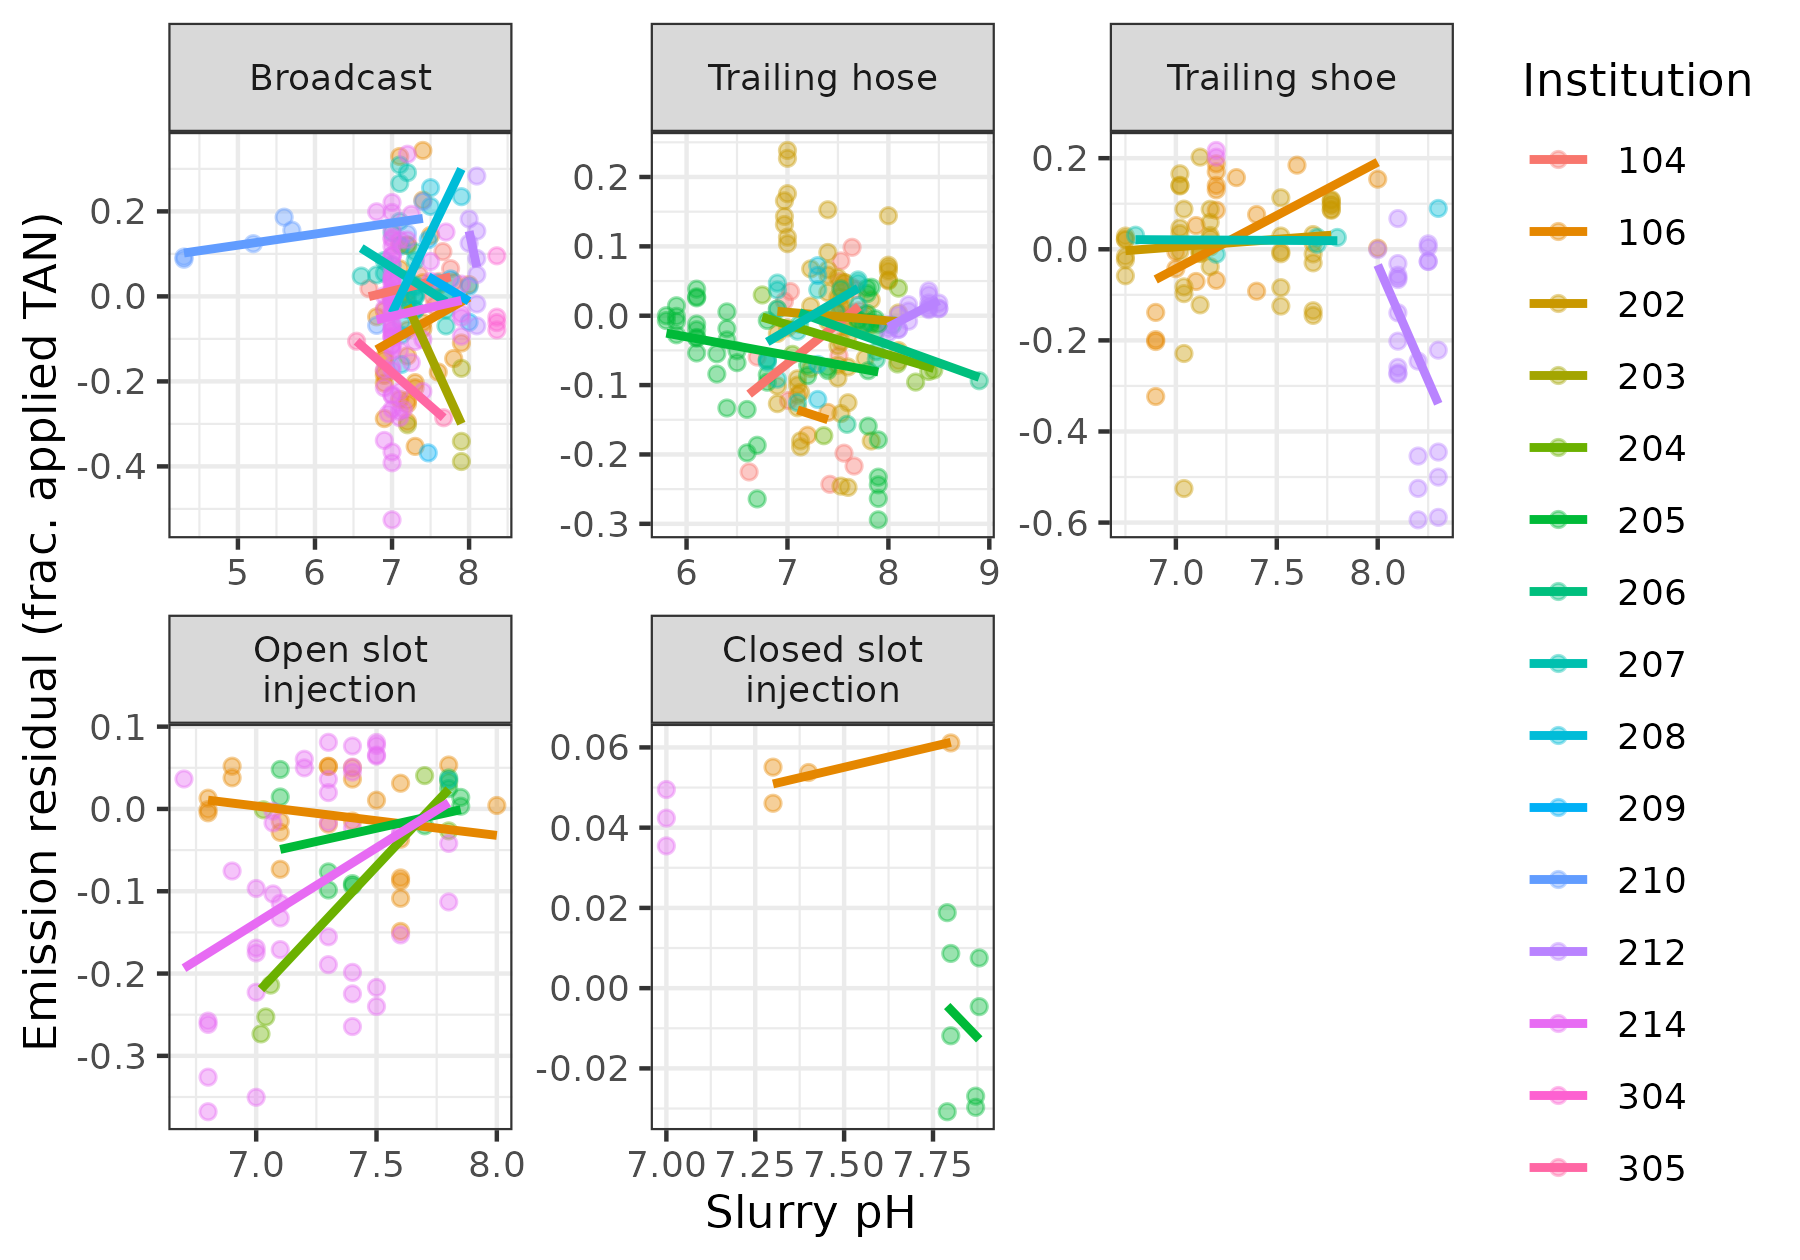 Broadcast
Trailing hose
Trailing shoe
0.2
0.0
-0.2
-0.4
5 6 7 8
0.2
0.1
0.0
-0.1
-0.2
-0.3
6 7 8 9
0.2
0.0
-0.2
-0.4
-0.6
7.0 7.5 8.0
Open slot
injection
Closed slot
injection
0.1
0.0
-0.1
-0.2
-0.3
7.0 7.5 8.0
0.06
0.04
0.02
0.00
-0.02
7.00 7.25 7.50 7.75
Slurry pH
Emission residual (frac. applied TAN)
Institution
104
106
202
203
204
205
206
207
208
209
210
212
214
304
305